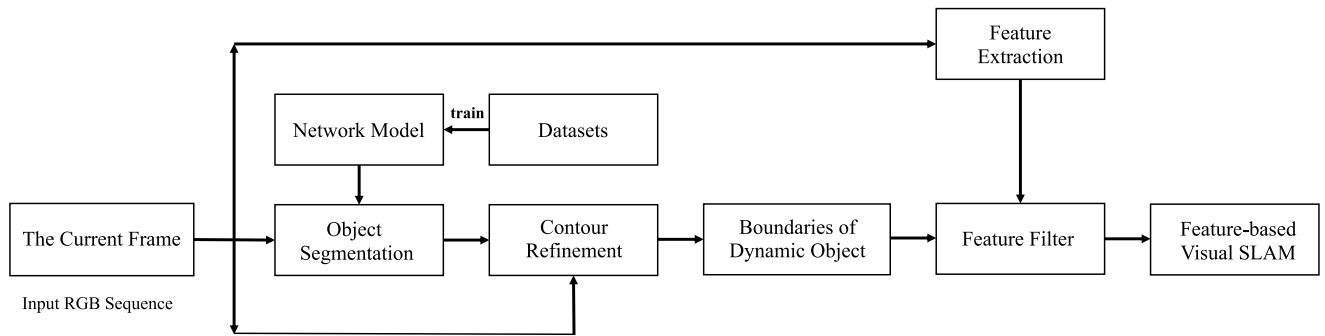 Feature
Extraction
train
Network Model
Datasets
The Current Frame
Object
Segmentation
Contour
Refinement
Boundaries of
Dynamic Object
Feature Filter
Feature-based
Visual SLAM
Input RGB Sequence